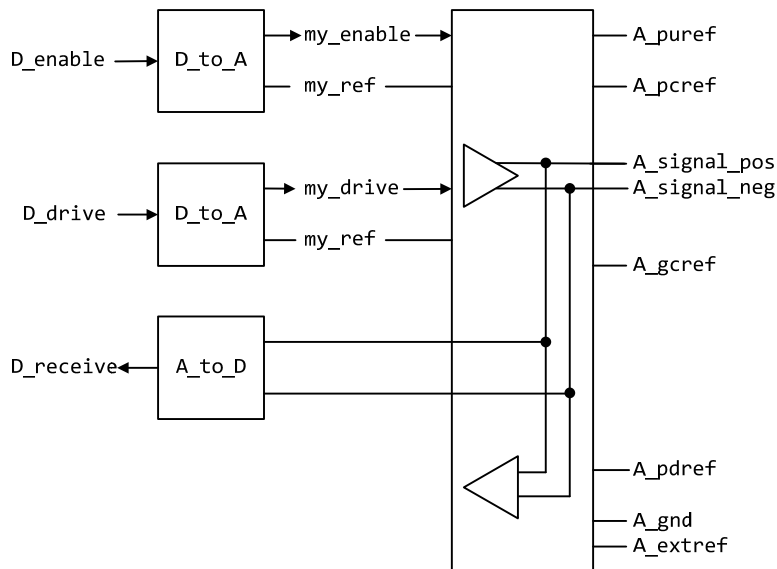 my_enable
A_puref
D_enable
D_to_A
my_ref
A_pcref
A_signal_pos
my_drive
A_signal_neg
D_drive
D_to_A
my_ref
A_gcref
D_receive
A_to_D
A_pdref
A_gnd
A_extref